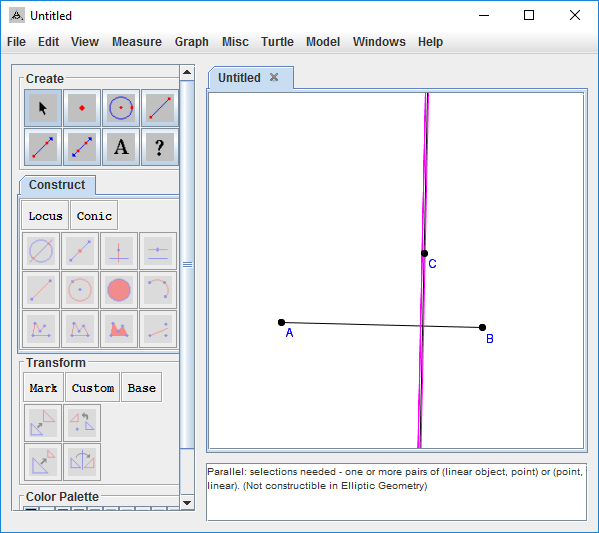 Untitled
File Edit View Measure Graph Misc Turtle Model Windows Help
Create
A ?
Construct
Locus Conic
Transform
Mark Custom Base
Color Palette
Untitled
C
A
B
Parallel: selections needed - one or more pairs of (linear object, point) or (point,
linear). (Not constructible in Elliptic Geometry)